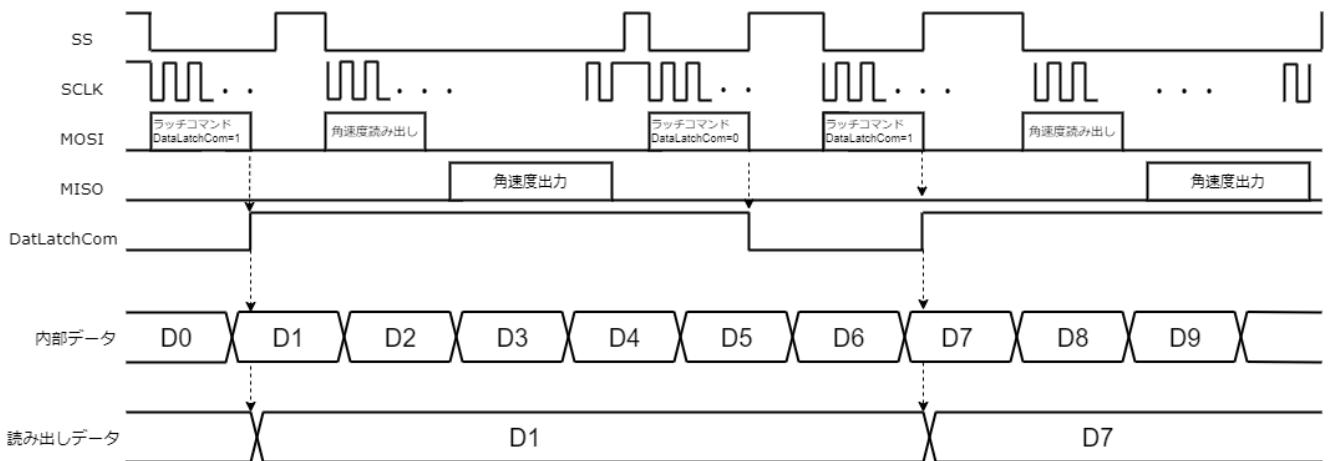 SS
SCLK
. .
. . .
. .
. .
. . .
MOSI
ラッチコマンド
DataLatchCom=1
角速度読み出し
ラッチコマンド
DataLatchCom=0
ラッチコマンド
DataLatchCom=1
角速度読み出し
MISO
角速度出力
角速度出力
DatLatchCom
内部データ
D0
D1
D2
D3
D4
D5
D6
D7
D8
D9
読み出しデータ
D1
D7